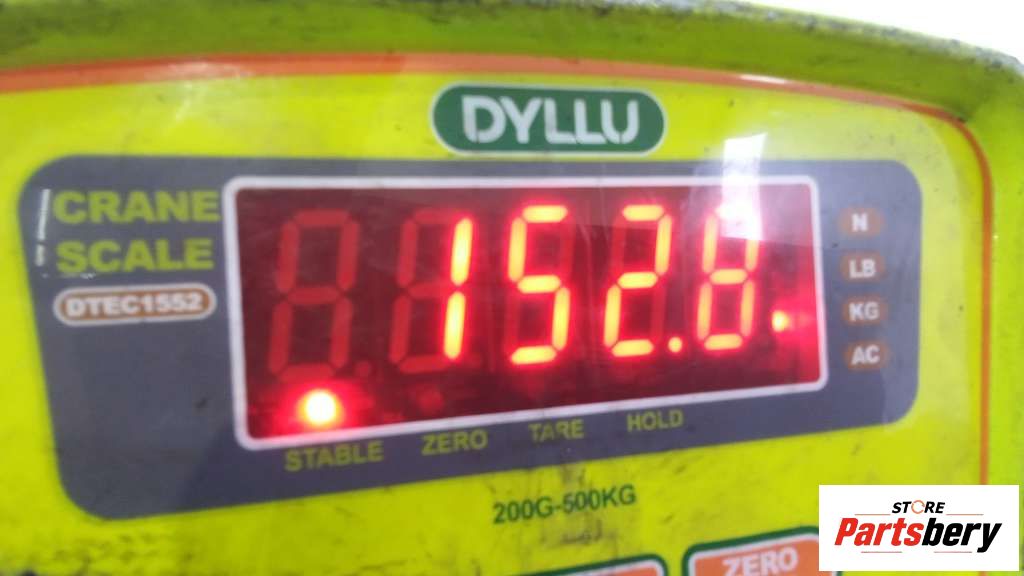 DYLLU
CRANE
SCALE
DTEC1552
152.8
N
LB
KG
AC
STABLE ZERO TARE HOLD
200G-500KG
ZERO
STORE
Partsbery